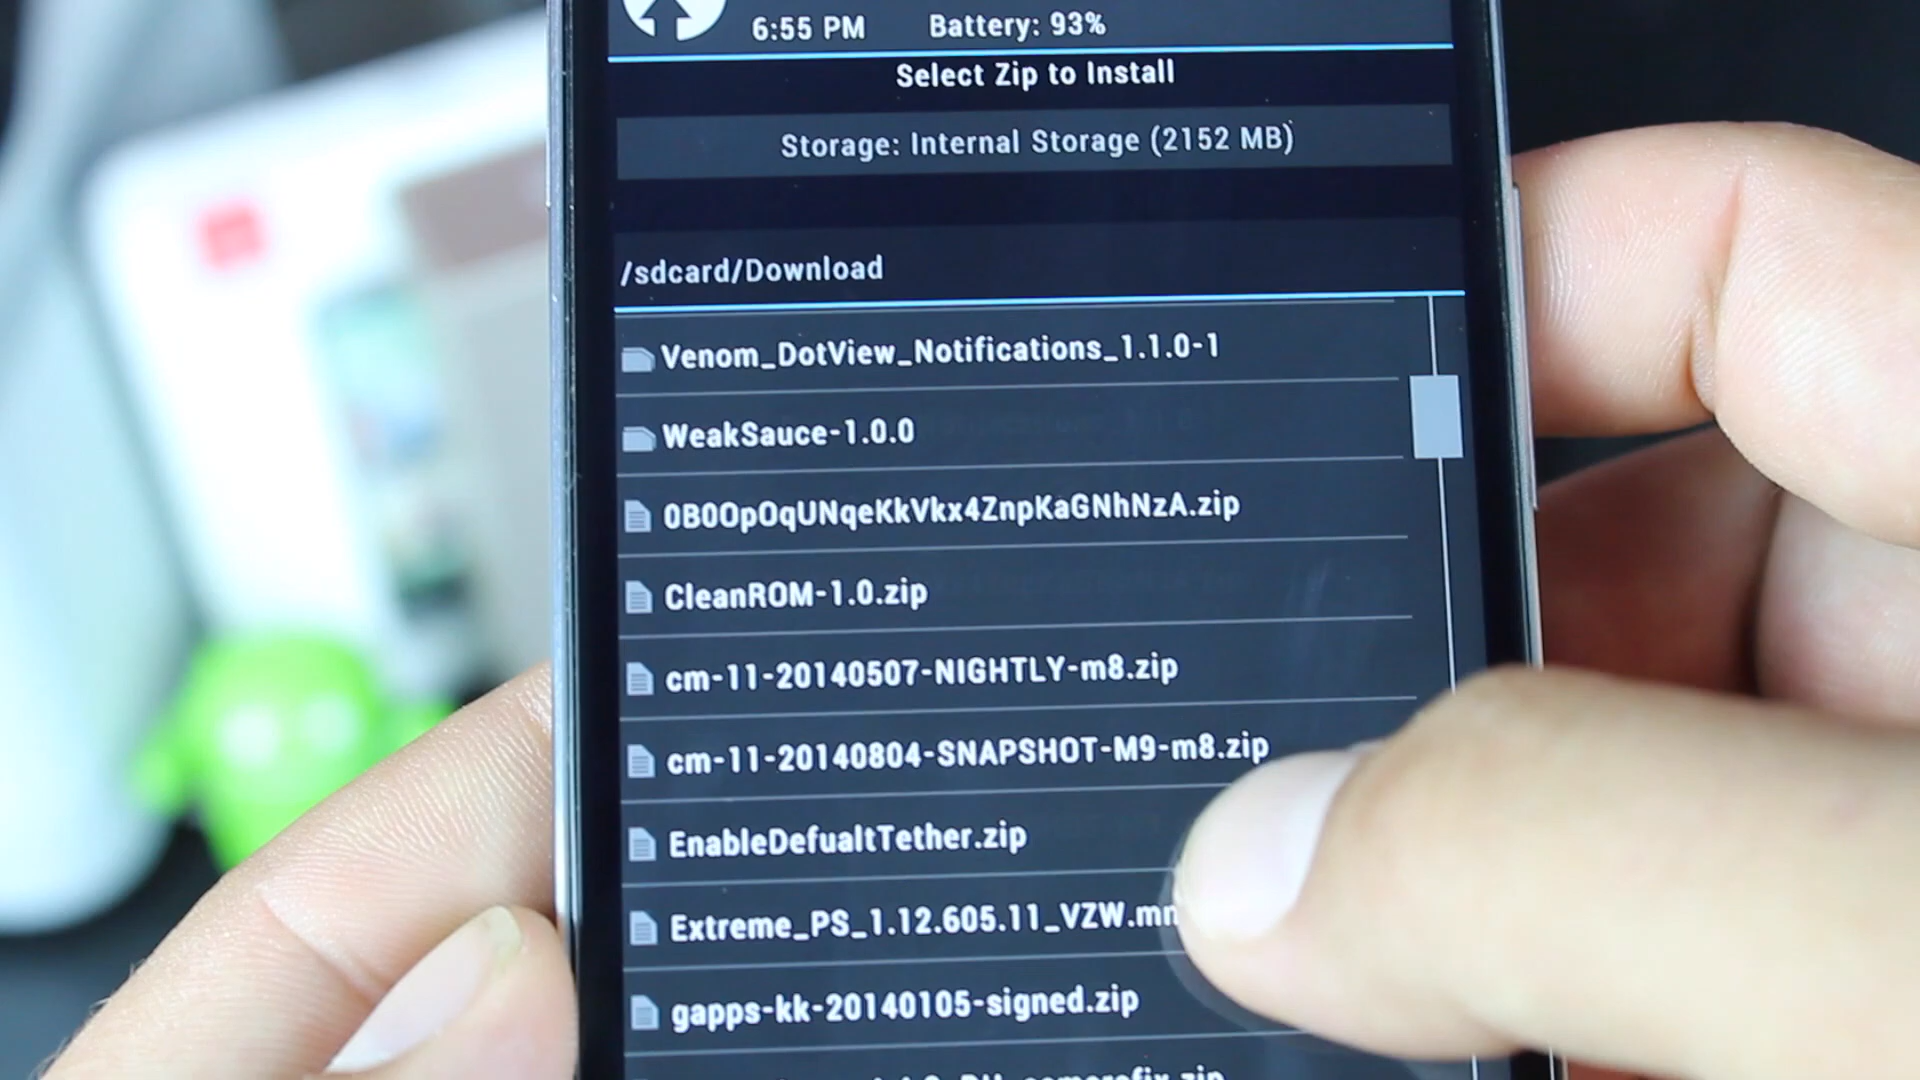 6:55 PM Battery: 93%
Select Zip to Install
Storage: Internal Storage (2152 MB)
/sdcard/Download
Venom_DotView_Notifications_1.1.0-1
WeakSauce-1.0.0
0B0OpOqUNqeKkVkx4ZnpKaGNhNzA.zip
CleanROM-1.0.zip
cm-11-20140507-NIGHTLY-m8.zip
cm-11-20140804-SNAPSHOT-M9-m8.zip
EnableDefualtTether.zip
Extreme_PS_1.12.605.11_VZW.mn
gapps-kk-20140105-signed.zip